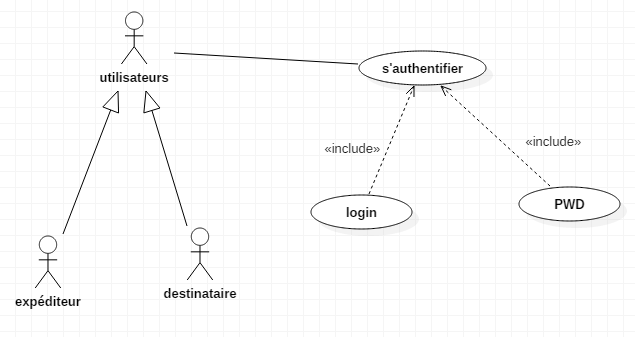 utilisateurs
s'authentifier
«include»
«include»
login
PWD
expéditeur
destinataire